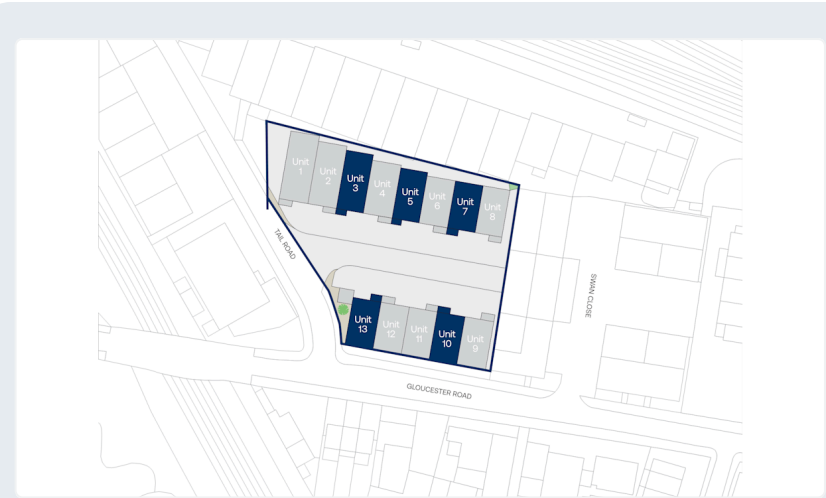 Unit
1
Unit
2
Unit
3
Unit
4
Unit
5
Unit
6
Unit
7
Unit
8
TAIL ROAD
SWAN CLOSE
Unit
13
Unit
12
Unit
11
Unit
10
Unit
9
GLOUCESTER ROAD